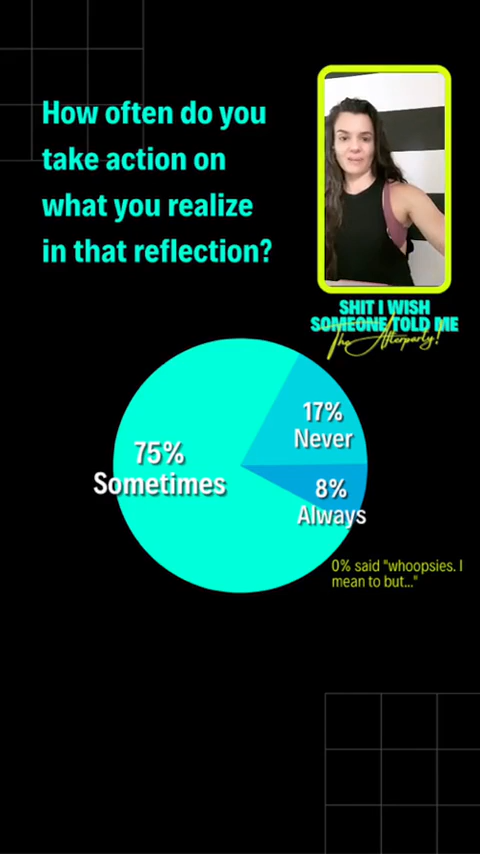 How often do you
take action on
what you realize
in that reflection?
SHIT I WISH
SOMEONE TOLD ME
The Afterparty!
17%
Never
75%
Sometimes
8%
Always
0% said "whoopsies. I
mean to but..."